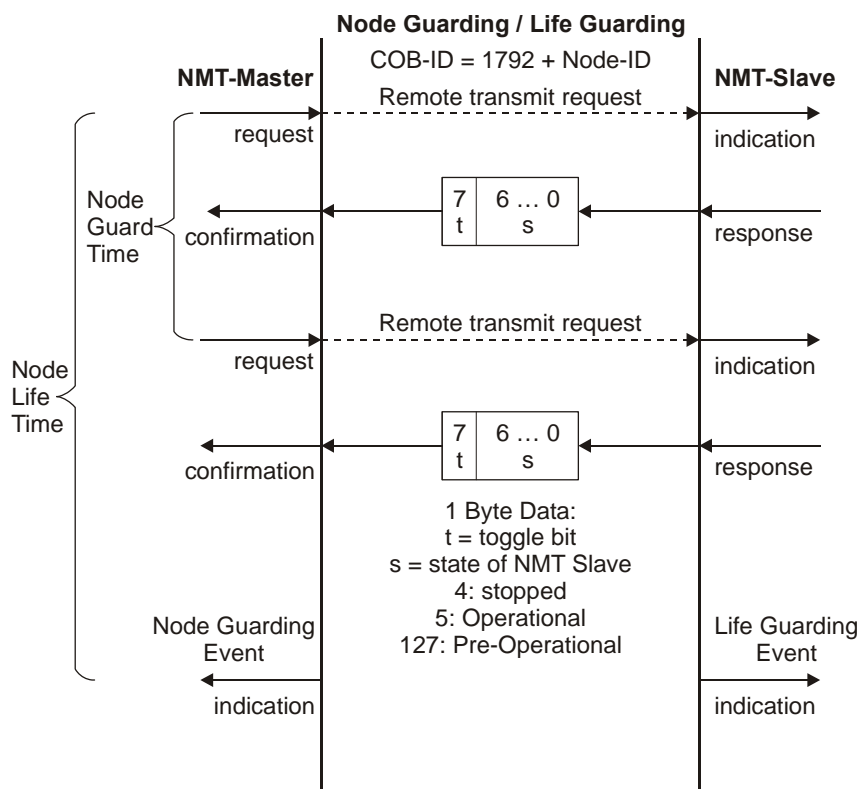 Node Guarding / Life Guarding
COB-ID = 1792 + Node-ID
NMT-Master
NMT-Slave
Remote transmit request
request
indication
Node
Guard
Time
7
6 ... 0
t
s
confirmation
response
Remote transmit request
request
indication
Node
Life
Time
7
6 ... 0
t
s
confirmation
response
1 Byte Data:
t = toggle bit
s = state of NMT Slave
4: stopped
5: Operational
127: Pre-Operational
Node Guarding
Event
Life Guarding
Event
indication
indication